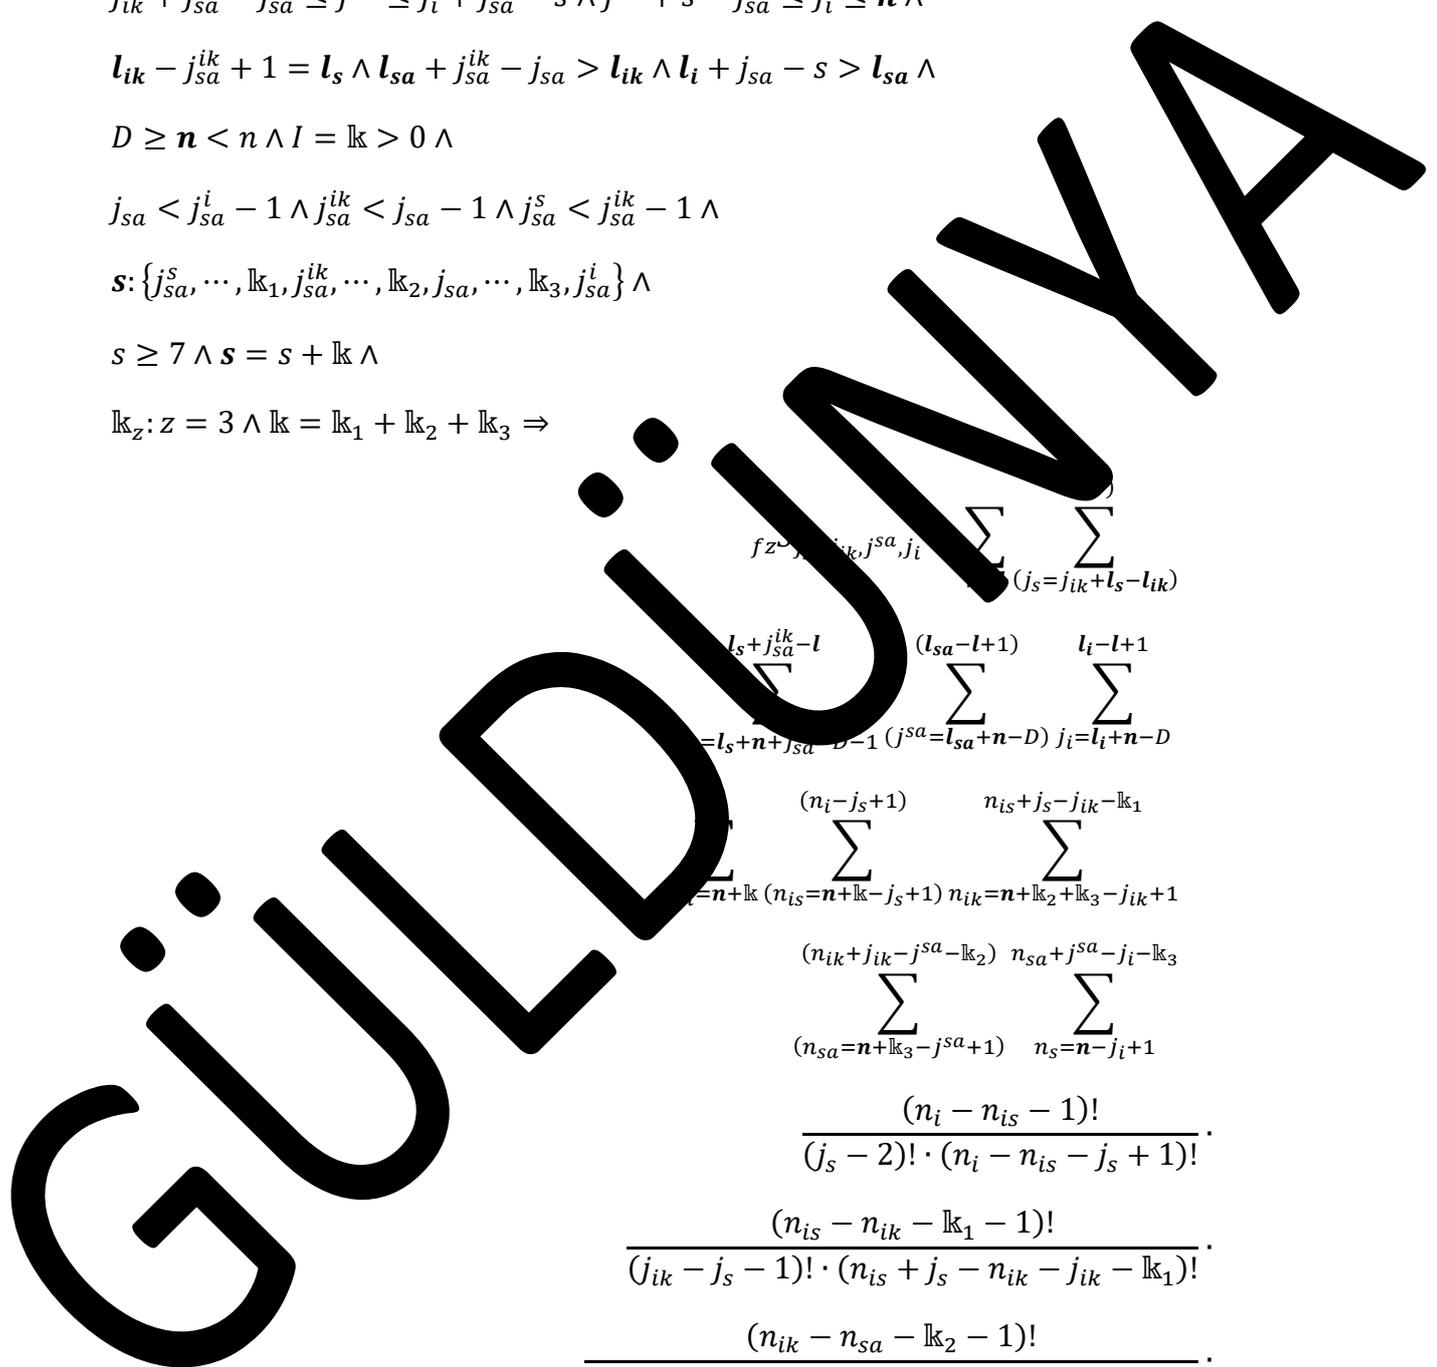 l_ik − j_sa^ik + 1 = l_s ∧ l_sa + j_sa^ik − j_sa > l_ik ∧ l_i + j_sa − s > l_sa ∧
D ≥ n < n ∧ I = 𝕜 > 0 ∧
j_sa < j_sa^i − 1 ∧ j_sa^ik < j_sa − 1 ∧ j_sa^s < j_sa^ik − 1 ∧
s: {j_sa^s, ⋯ , 𝕜_1, j_sa^ik, ⋯ , 𝕜_2, j_sa, ⋯ , 𝕜_3, j_sa^i} ∧
s ≥ 7 ∧ s = s + 𝕜 ∧
𝕜_z: z = 3 ∧ 𝕜 = 𝕜_1 + 𝕜_2 + 𝕜_3 ⇒
∑ ∑
(j_s=j_ik+l_s−l_ik)
l_s+j_sa^ik−l (l_sa−l+1) l_i−l+1
∑ ∑ ∑
(j^sa=l_sa+n−D) j_i=l_i+n−D
(n_i−j_s+1) n_is+j_s−j_ik−𝕜_1
∑ ∑ ∑
=n+𝕜 (n_is=n+𝕜−j_s+1) n_ik=n+𝕜_2+𝕜_3−j_ik+1
(n_ik+j_ik−j^sa−𝕜_2) n_sa+j^sa−j_i−𝕜_3
∑ ∑
(n_sa=n+𝕜_3−j^sa+1) n_s=n−j_i+1
(n_i − n_is − 1)!
(j_s − 2)! · (n_i − n_is − j_s + 1)! ·
(n_is − n_ik − 𝕜_1 − 1)!
(j_ik − j_s − 1)! · (n_is + j_s − n_ik − j_ik − 𝕜_1)! ·
(n_ik − n_sa − 𝕜_2 − 1)! ·
GÜLDÜNYA